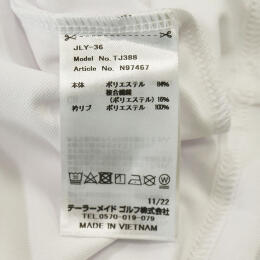 JLY-36
Model No. TJ388
Article No. N97457
本体 ポリエステル 84%
複合繊維
(ポリエステル) 16%
衿リブ ポリエステル 100%
11/22
テーラーメイド ゴルフ株式会社
TEL.0570-019-079
MADE IN VIETNAM